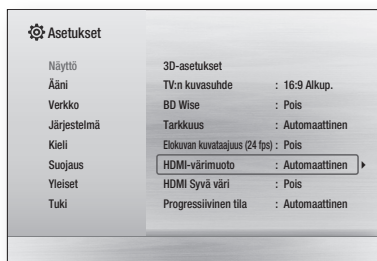 Asetukset
Näyttö
Ääni
Verkko
Järjestelmä
Kieli
Suojaus
Yleiset
Tuki
3D-asetukset
TV:n kuvasuhde : 16:9 Alkup.
BD Wise : Pois
Tarkkuus : Automaattinen
Elokuvan kuvataajuus (24 fps) : Pois
HDMI-värimuoto : Automaattinen
HDMI Syvä väri : Pois
Progressiivinen tila : Automaattinen